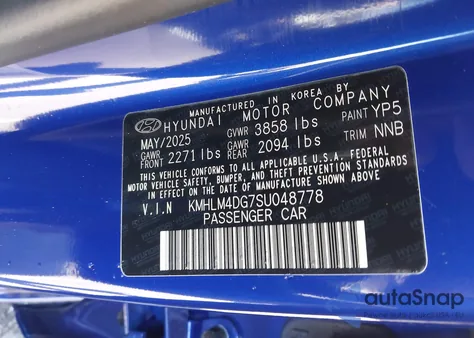 MANUFACTURED IN KOREA BY
HYUNDAI MOTOR COMPANY
MAY/2025 GVWR 3858 lbs PAINT YP5
GAWR FRONT 2271 lbs GAWR REAR 2094 lbs TRIM NNB
THIS VEHICLE CONFORMS TO ALL APPLICABLE U.S.A. FEDERAL
MOTOR VEHICLE SAFETY, BUMPER, AND THEFT PREVENTION STANDARDS
IN EFFECT ON THE DATE OF MANUFACTURE SHOWN ABOVE.
V.I.N KMHLM4DG7SU048778
PASSENGER CAR
autoSnap